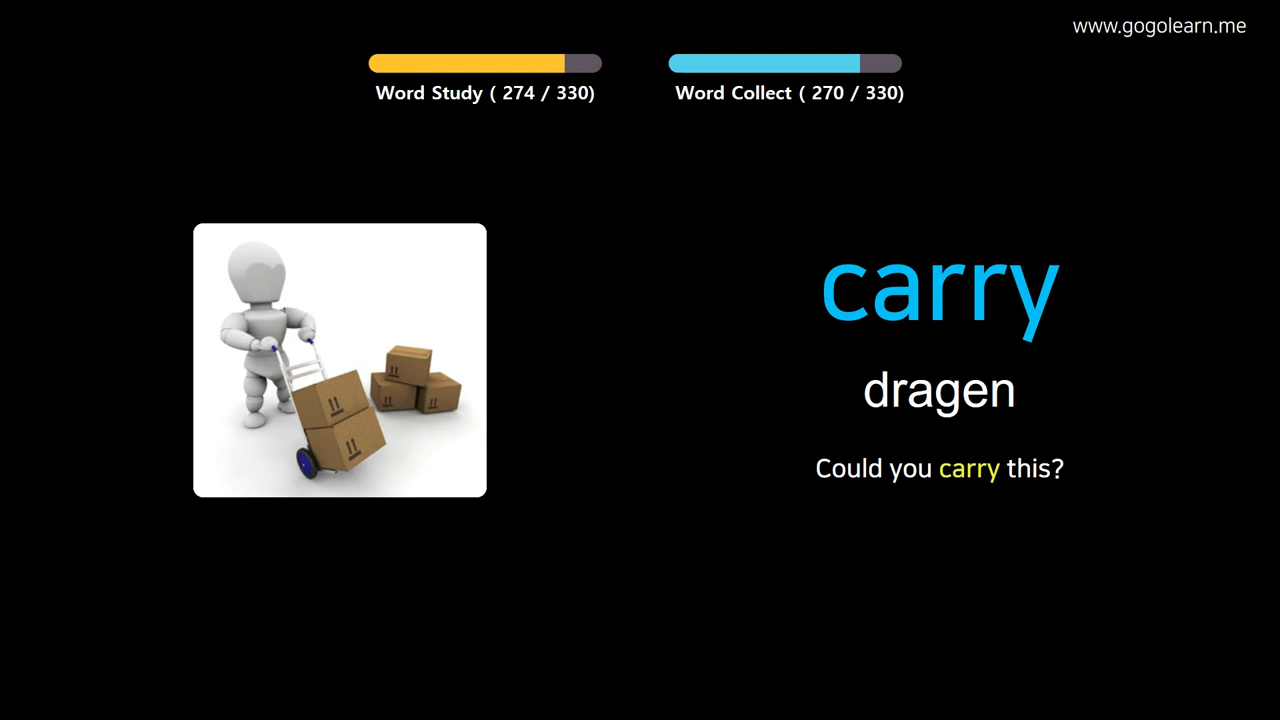 www.gogolearn.me
Word Study ( 274 / 330)
Word Collect ( 270 / 330)
carry
dragen
Could you carry this?